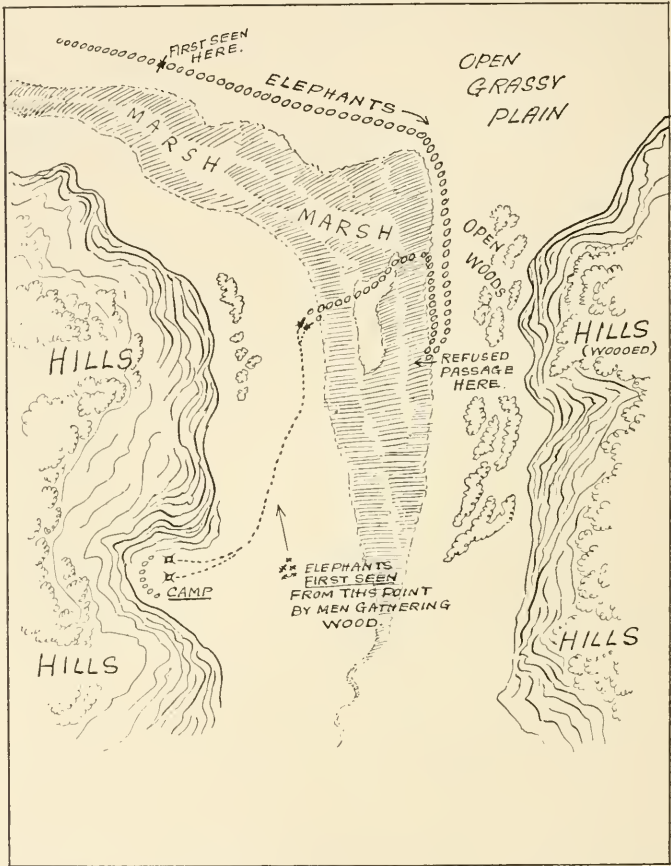 FIRST SEEN
HERE.
ELEPHANTS
OPEN
GRASSY
PLAIN
MARSH
MARSH
OPEN
WOODS
HILLS
HILLS
(WOODED)
REFUSED
PASSAGE
HERE.
CAMP
ELEPHANTS
FIRST SEEN
FROM THIS POINT
BY MEN GATHERING
WOOD.
HILLS
HILLS